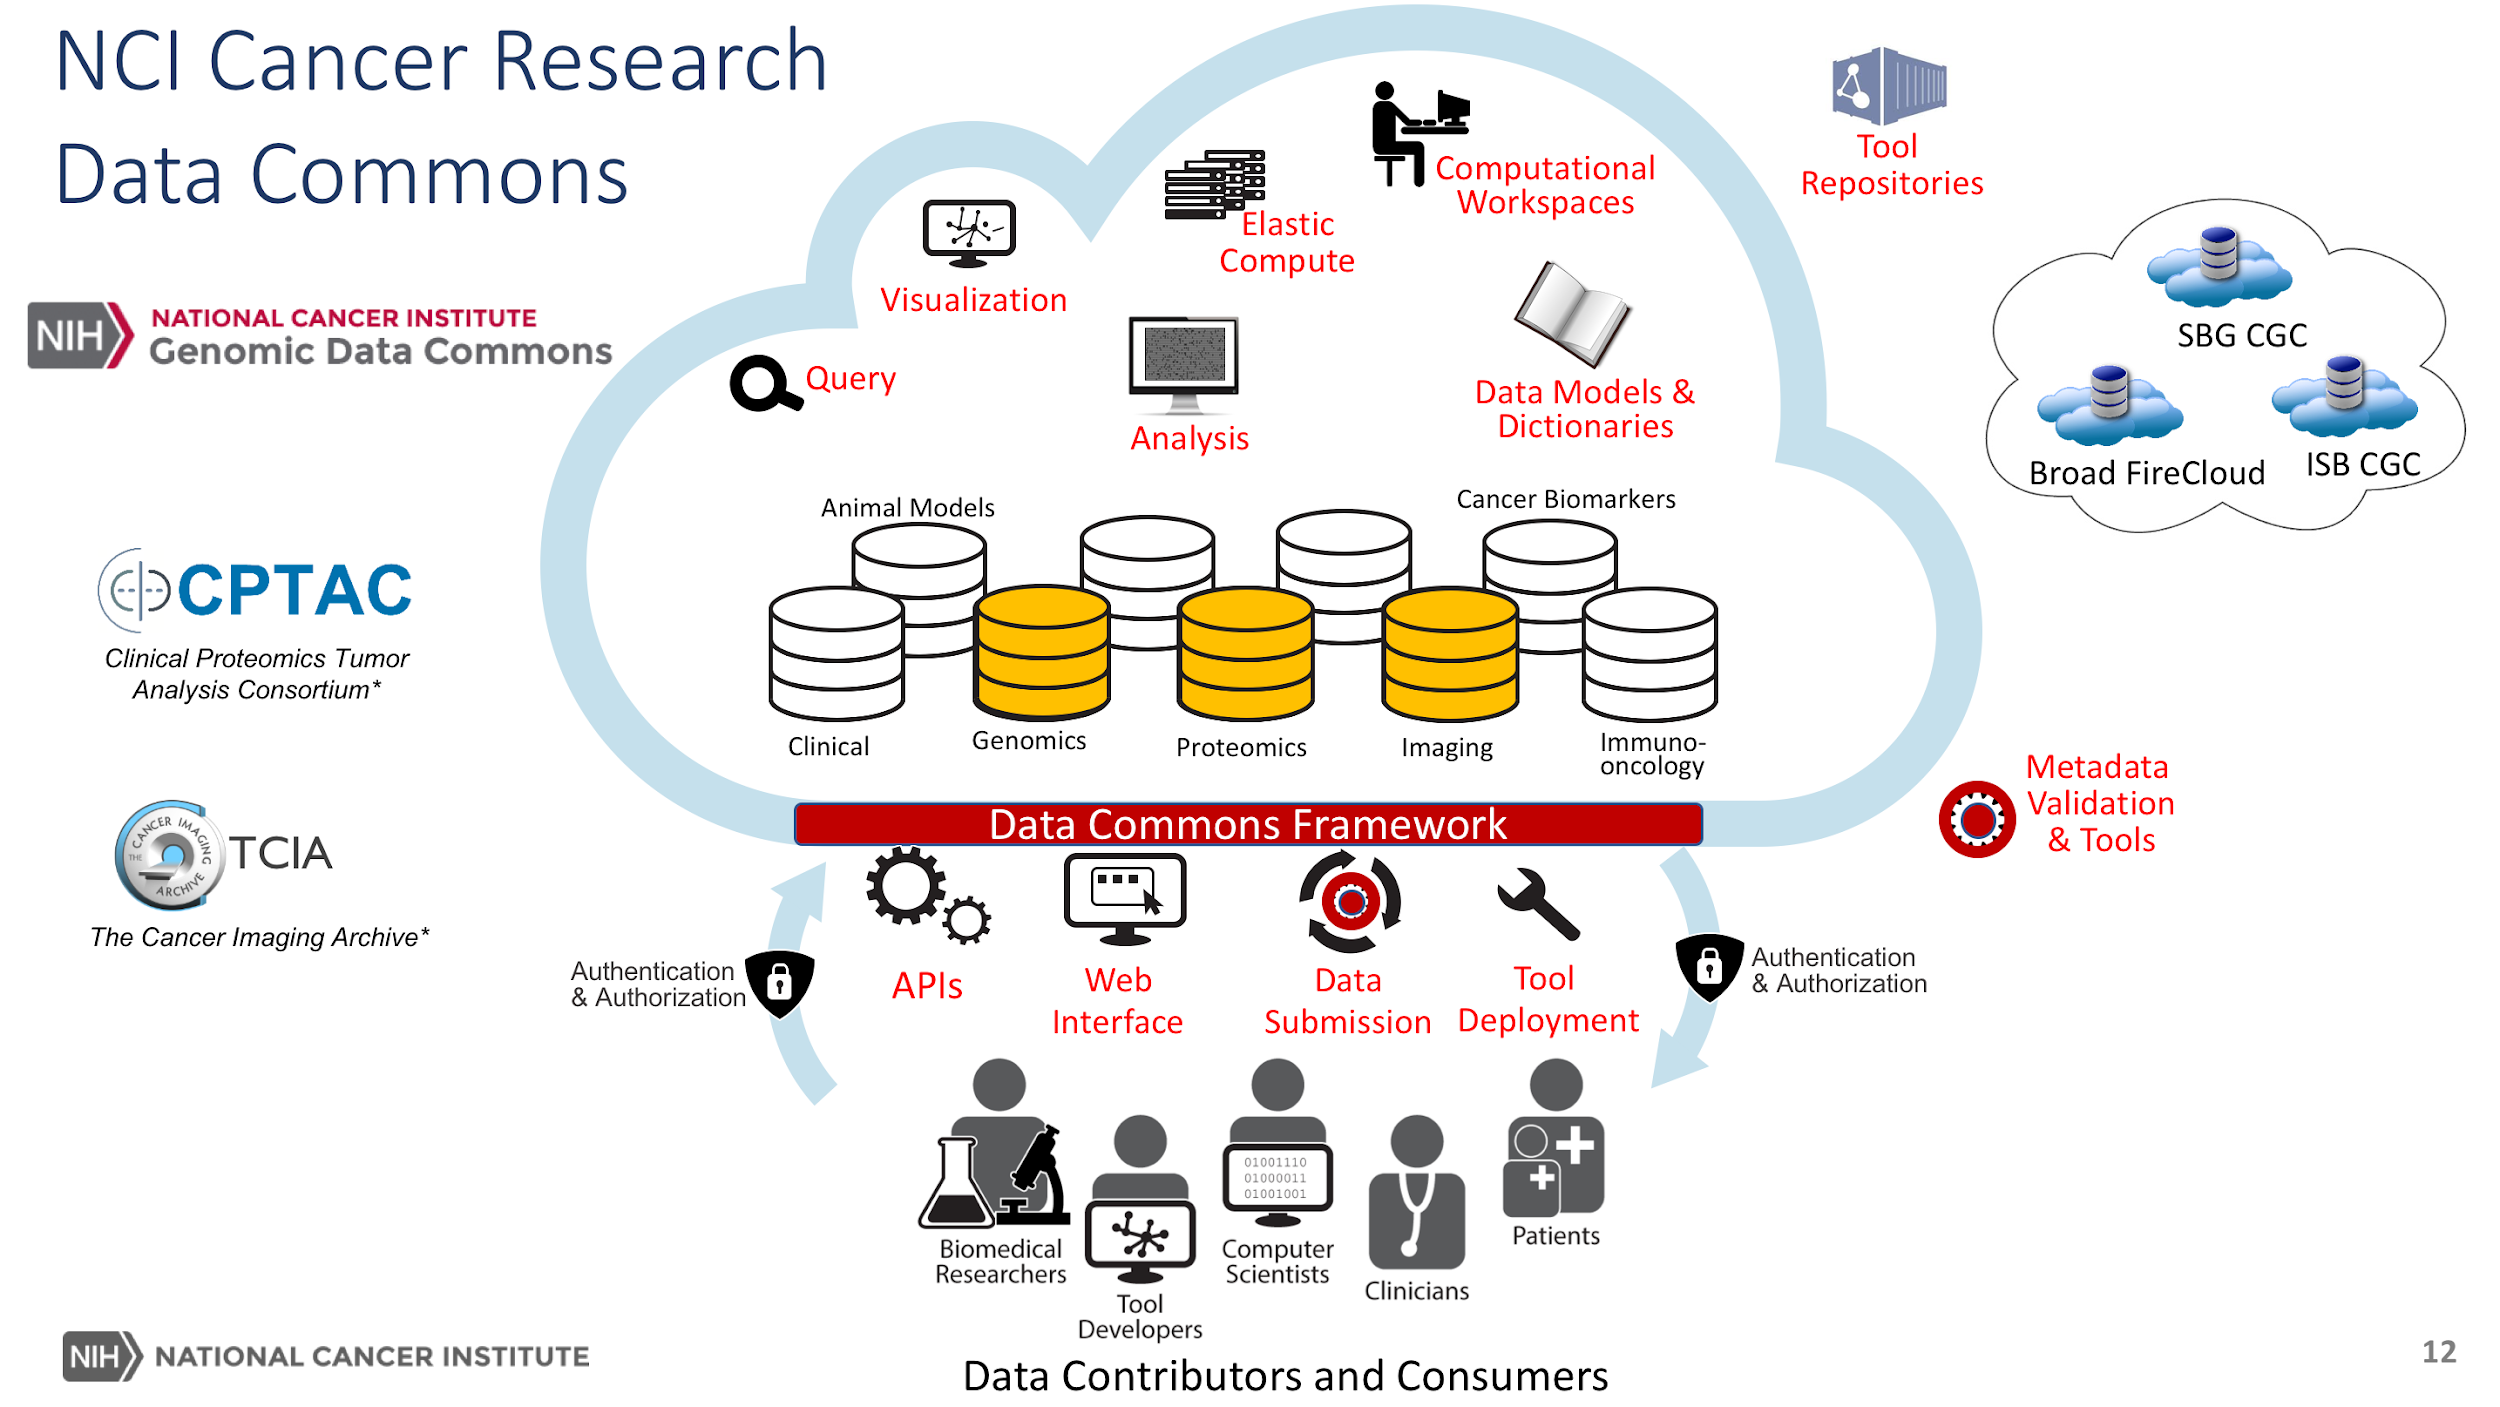 NCI Cancer Research
Data Commons
NIH
NATIONAL CANCER INSTITUTE
Genomic Data Commons
CPTAC
Clinical Proteomics Tumor
Analysis Consortium*
THE CANCER IMAGING ARCHIVE
TCIA
The Cancer Imaging Archive*
Visualization
Elastic
Compute
Computational
Workspaces
Query
Analysis
Data Models &
Dictionaries
Tool
Repositories
SBG CGC
Broad FireCloud
ISB CGC
Animal Models
Cancer Biomarkers
Clinical
Genomics
Proteomics
Imaging
Immuno-
oncology
Data Commons Framework
Metadata
Validation
& Tools
Authentication
& Authorization
APIs
Web
Interface
Data
Submission
Tool
Deployment
Authentication
& Authorization
01001110
01000011
01001001
Biomedical
Researchers
Tool
Developers
Computer
Scientists
Clinicians
Patients
Data Contributors and Consumers
NIH NATIONAL CANCER INSTITUTE
12